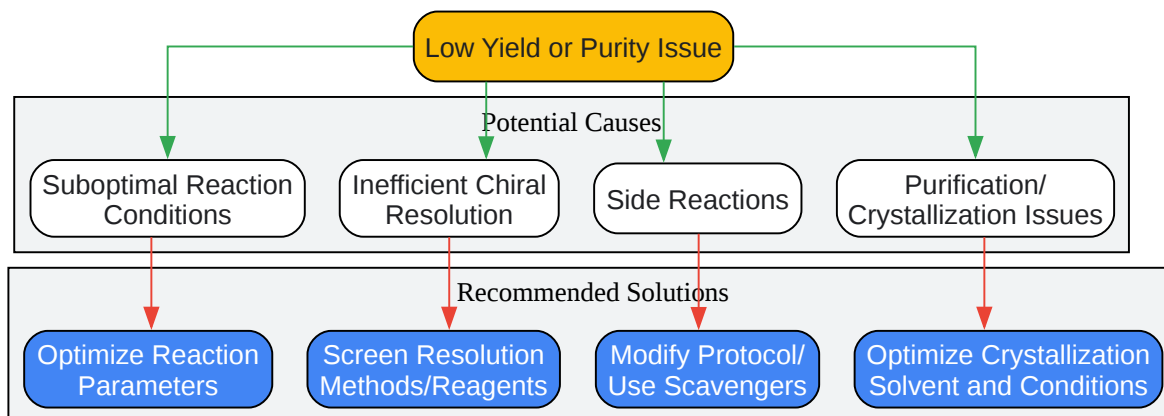 Low Yield or Purity Issue
Potential Causes
Suboptimal Reaction
Conditions
Inefficient Chiral
Resolution
Side Reactions
Purification/
Crystallization Issues
Recommended Solutions
Optimize Reaction
Parameters
Screen Resolution
Methods/Reagents
Modify Protocol/
Use Scavengers
Optimize Crystallization
Solvent and Conditions